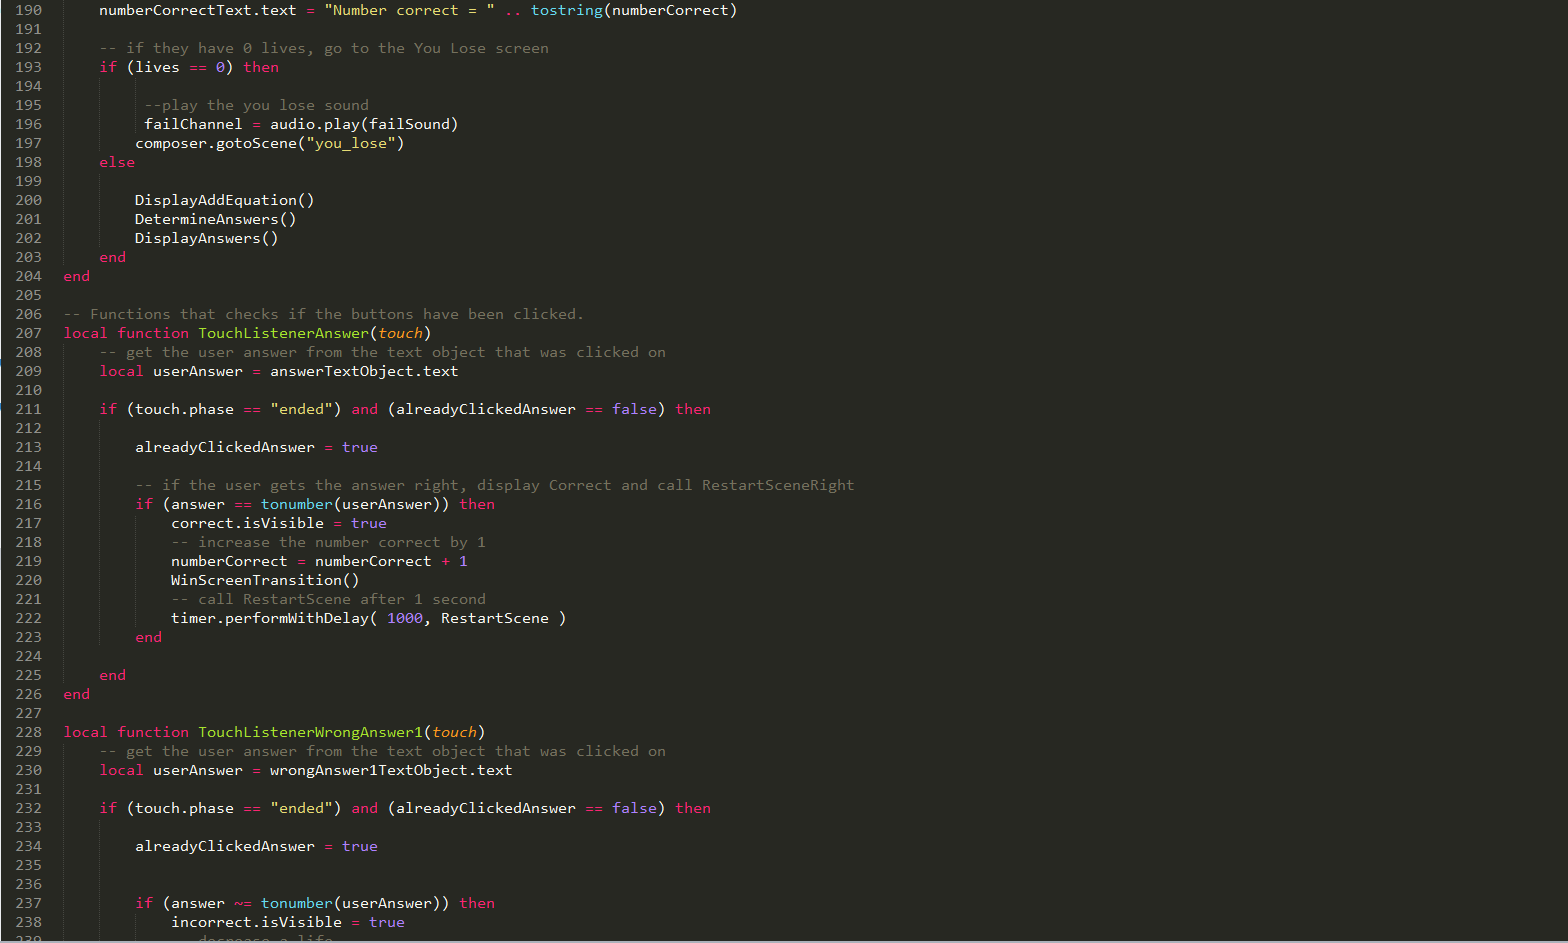 190 numberCorrectText.text = "Number correct = " .. tostring(numberCorrect)
191
192 -- if they have 0 lives, go to the You Lose screen
193 if (lives == 0) then
194
195 --play the you lose sound
196 failChannel = audio.play(failSound)
197 composer.gotoScene("you_lose")
198 else
199
200 DisplayAddEquation()
201 DetermineAnswers()
202 DisplayAnswers()
203 end
204 end
205
206 -- Functions that checks if the buttons have been clicked.
207 local function TouchListenerAnswer(touch)
208 -- get the user answer from the text object that was clicked on
209 local userAnswer = answerTextObject.text
210
211 if (touch.phase == "ended") and (alreadyClickedAnswer == false) then
212
213 alreadyClickedAnswer = true
214
215 -- if the user gets the answer right, display Correct and call RestartSceneRight
216 if (answer == tonumber(userAnswer)) then
217 correct.isVisible = true
218 -- increase the number correct by 1
219 numberCorrect = numberCorrect + 1
220 WinScreenTransition()
221 -- call RestartScene after 1 second
222 timer.performWithDelay( 1000, RestartScene )
223 end
224
225 end
226 end
227
228 local function TouchListenerWrongAnswer1(touch)
229 -- get the user answer from the text object that was clicked on
230 local userAnswer = wrongAnswer1TextObject.text
231
232 if (touch.phase == "ended") and (alreadyClickedAnswer == false) then
233
234 alreadyClickedAnswer = true
235
236
237 if (answer ~= tonumber(userAnswer)) then
238 incorrect.isVisible = true
239 -- decrease a life